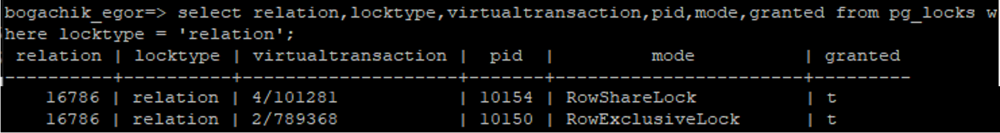 bogachik_egor=> select relation,locktype,virtualtransaction,pid,mode,granted from pg_locks w
here locktype = 'relation';
 relation | locktype | virtualtransaction |  pid  |         mode          | granted
----------+----------+--------------------+-------+-----------------------+---------
    16786 | relation | 4/101281           | 10154 | RowShareLock          | t
    16786 | relation | 2/789368           | 10150 | RowExclusiveLock      | t